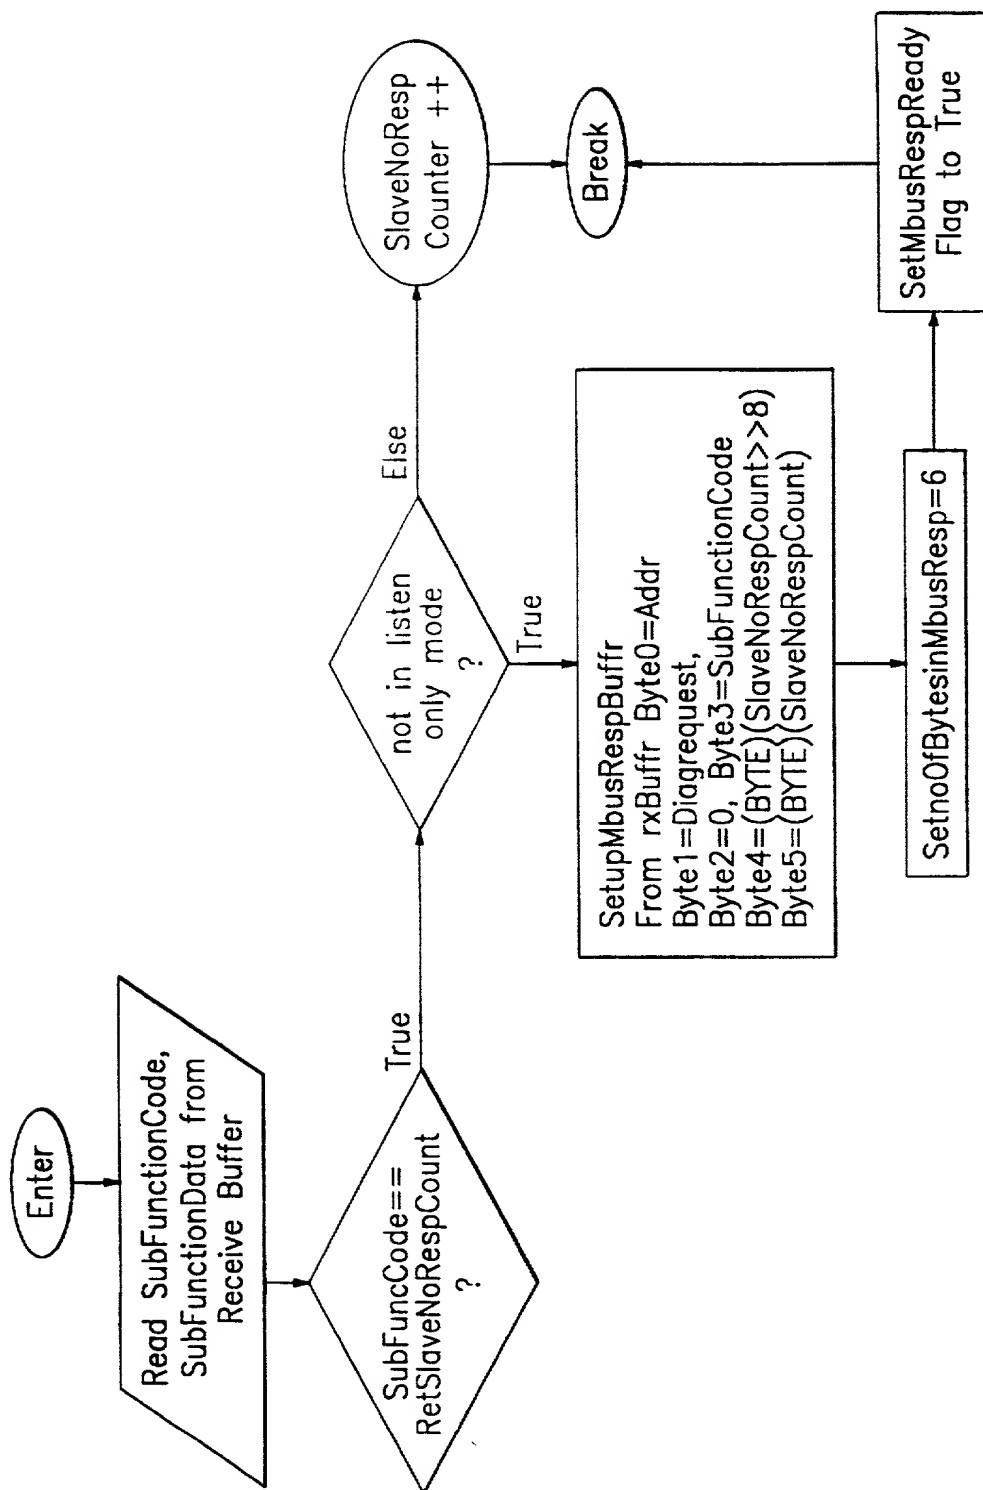 Enter
Read SubFunctionCode,
SubFunctionData from
Receive Buffer
SubFuncCode==
RetSlaveNoRespCount
?
True
not in listen
only mode
?
Else
SlaveNoResp
Counter ++
Break
True
SetupMbusRespBuffr
From rxBuffr Byte0=Addr
Byte1=Diagrequest,
Byte2=0, Byte3=SubFunctionCode
Byte4=(BYTE)(SlaveNoRespCount>>8)
Byte5=(BYTE)(SlaveNoRespCount)
SetnoOfBytesinMbusResp=6
SetMbusRespReady
Flag to True